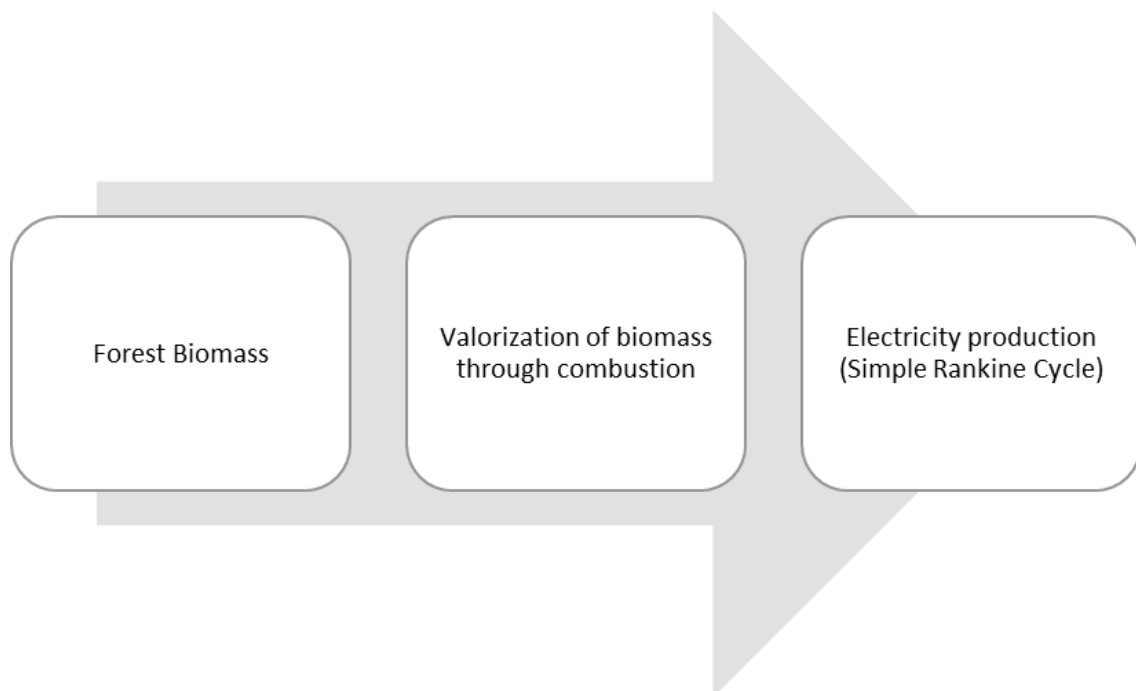 Forest Biomass
Valorization of biomass
through combustion
Electricity production
(Simple Rankine Cycle)